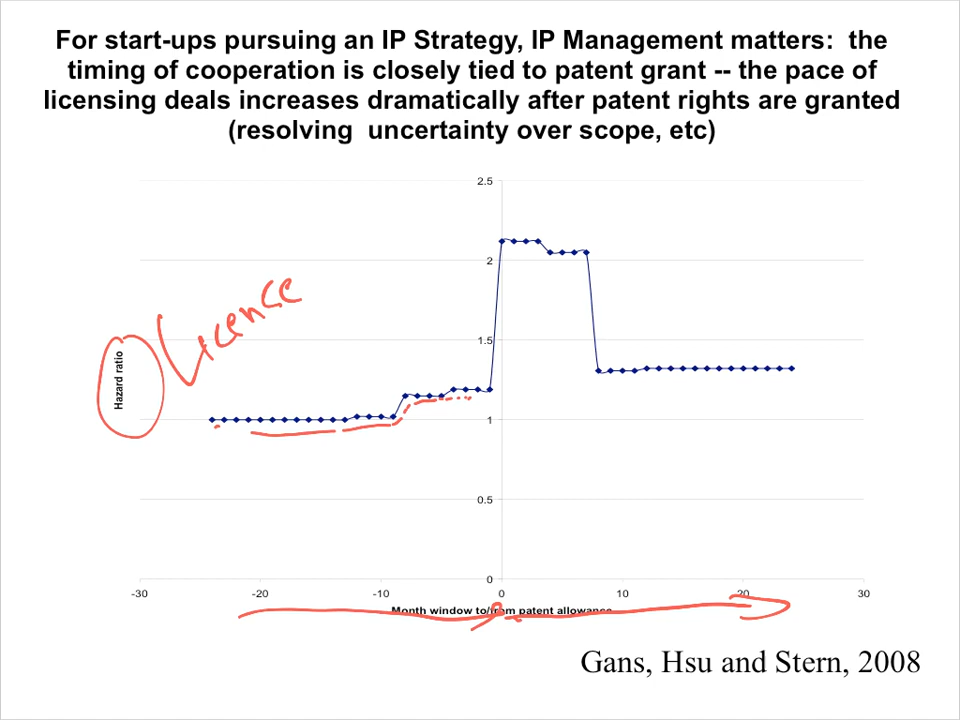 For start-ups pursuing an IP Strategy, IP Management matters:  the
timing of cooperation is closely tied to patent grant -- the pace of
licensing deals increases dramatically after patent rights are granted
(resolving  uncertainty over scope, etc)
2.5
2
1.5
1
0.5
0
Hazard ratio
Licence
-30
-20
-10
0
10
20
30
Month window to/from patent allowance
Gans, Hsu and Stern, 2008